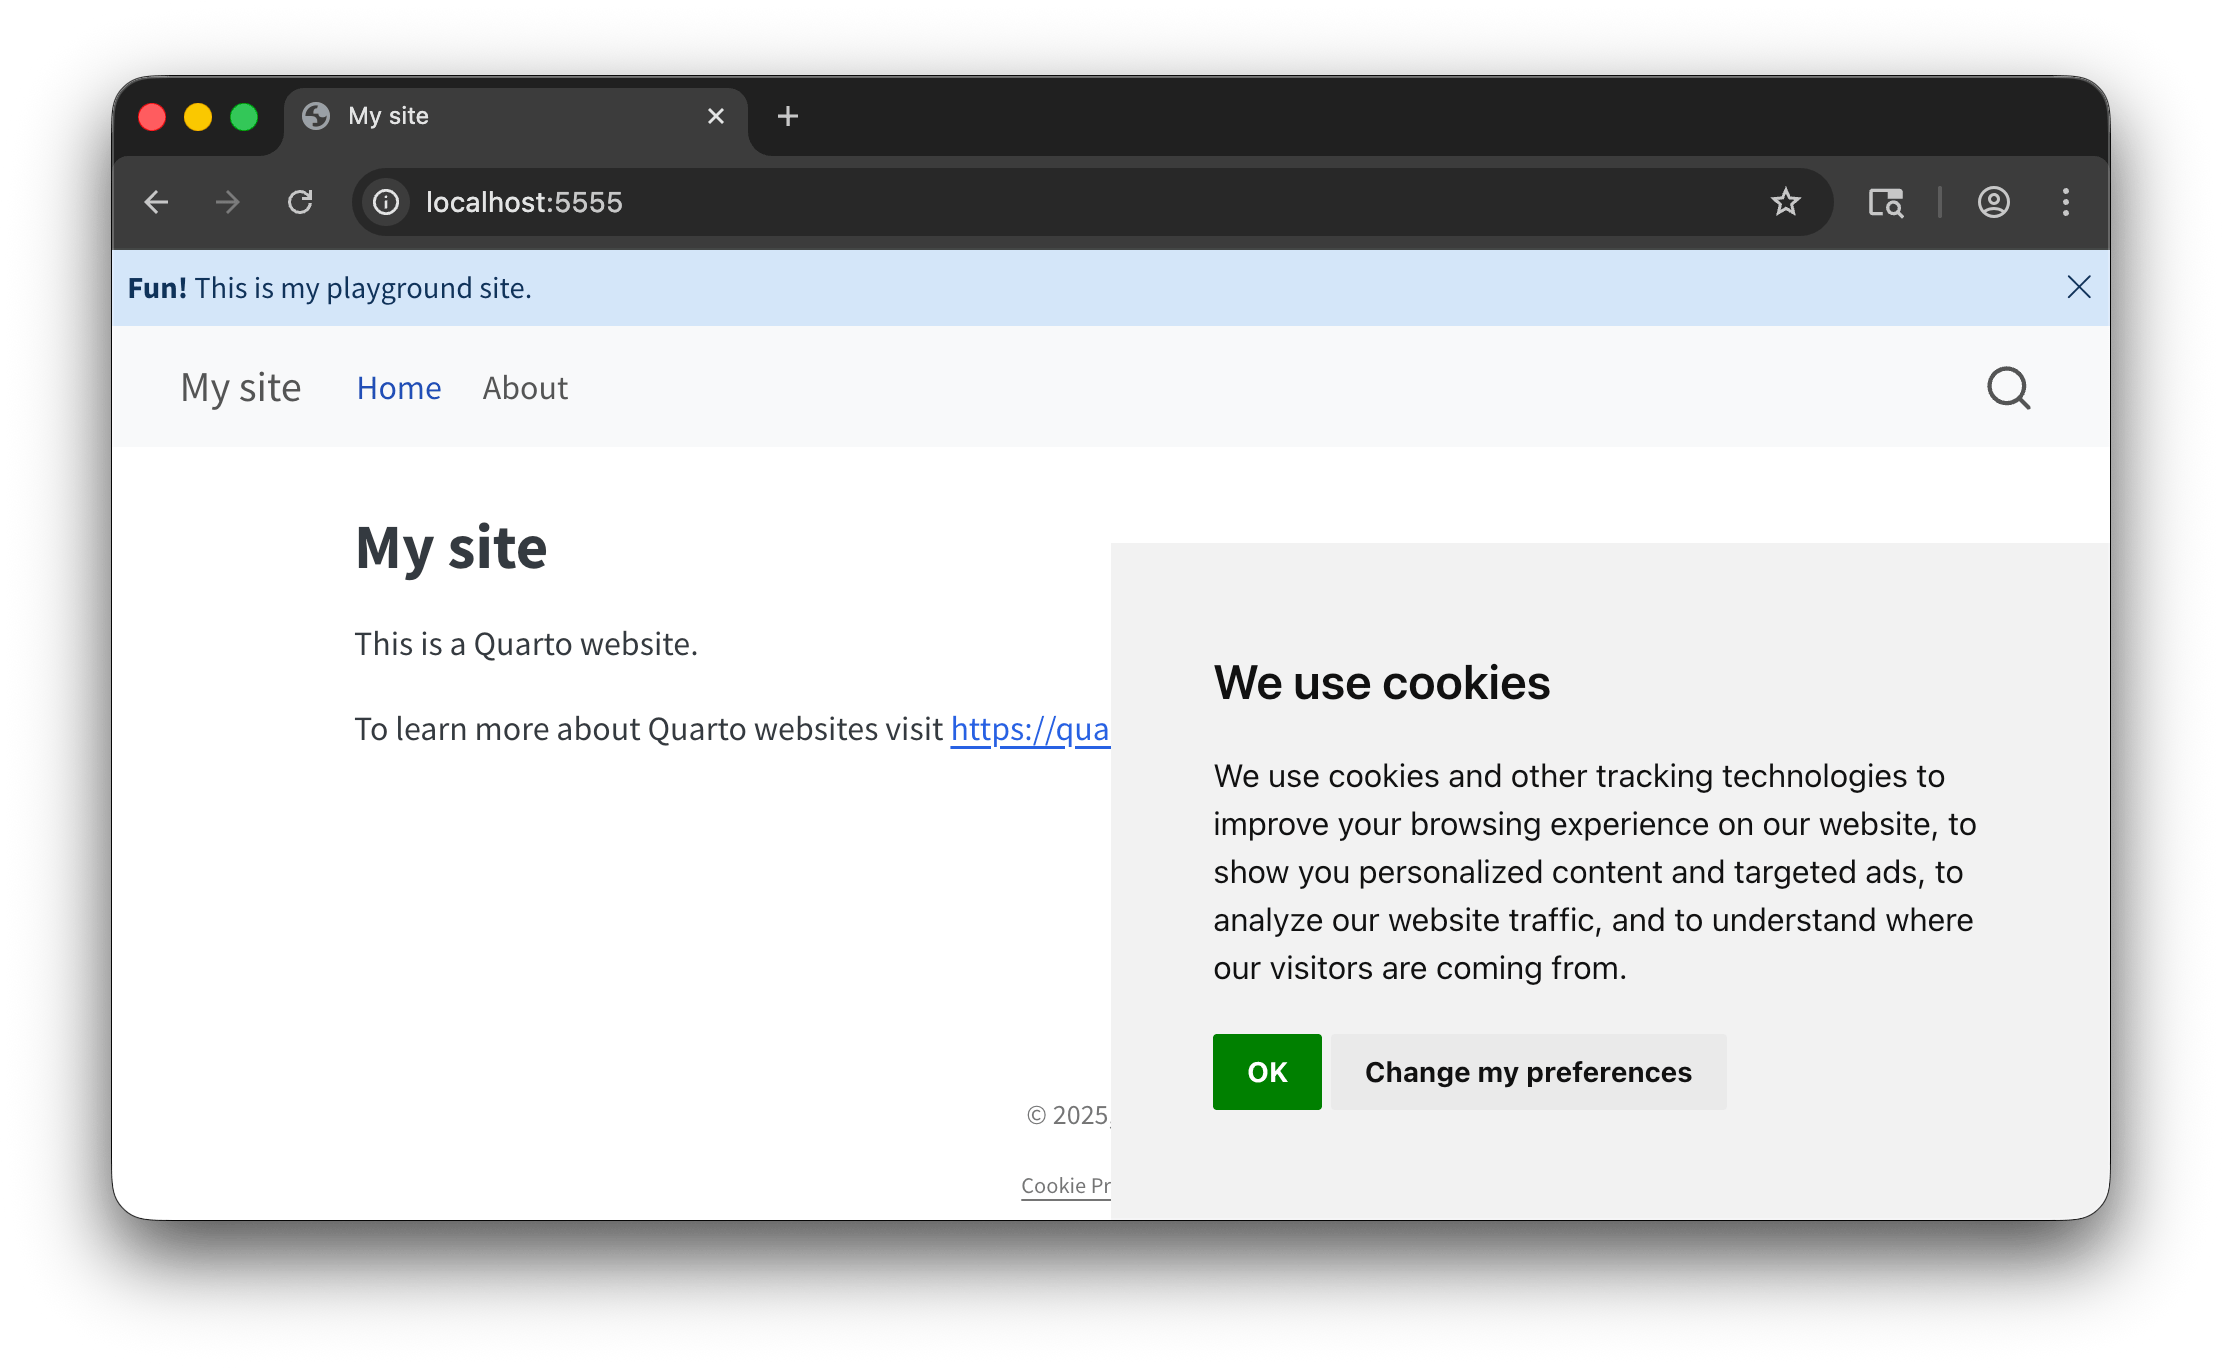 My site
localhost:5555
Fun! This is my playground site.
My site Home About
My site
This is a Quarto website.
To learn more about Quarto websites visit https://qua
We use cookies
We use cookies and other tracking technologies to
improve your browsing experience on our website, to
show you personalized content and targeted ads, to
analyze our website traffic, and to understand where
our visitors are coming from.
OK Change my preferences
© 2025,
Cookie Pr